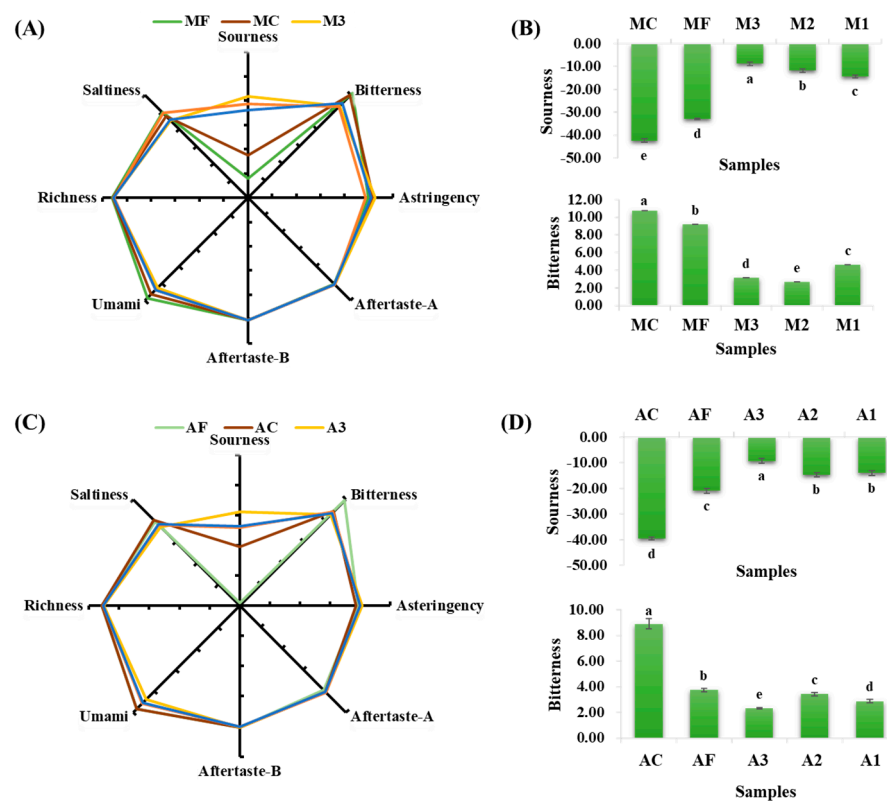 (A)
MF MC M3
Sourness
Saltiness
Bitterness
Richness
Astringency
Umami
Aftertaste-A
Aftertaste-B
(B)
MC MF M3 M2 M1
0.00
-10.00
-20.00
-30.00
-40.00
-50.00
Sourness
a
b
c
d
e
Samples
12.00
10.00
8.00
6.00
4.00
2.00
0.00
Bitterness
a
b
d
e
c
MC MF M3 M2 M1
Samples
(C)
AF AC A3
Sourness
Saltiness
Bitterness
Richness
Asteringency
Umami
Aftertaste-A
Aftertaste-B
(D)
AC AF A3 A2 A1
0.00
-10.00
-20.00
-30.00
-40.00
-50.00
Sourness
d
c
a
b
b
Samples
10.00
8.00
6.00
4.00
2.00
0.00
Bitterness
a
b
e
c
d
AC AF A3 A2 A1
Samples